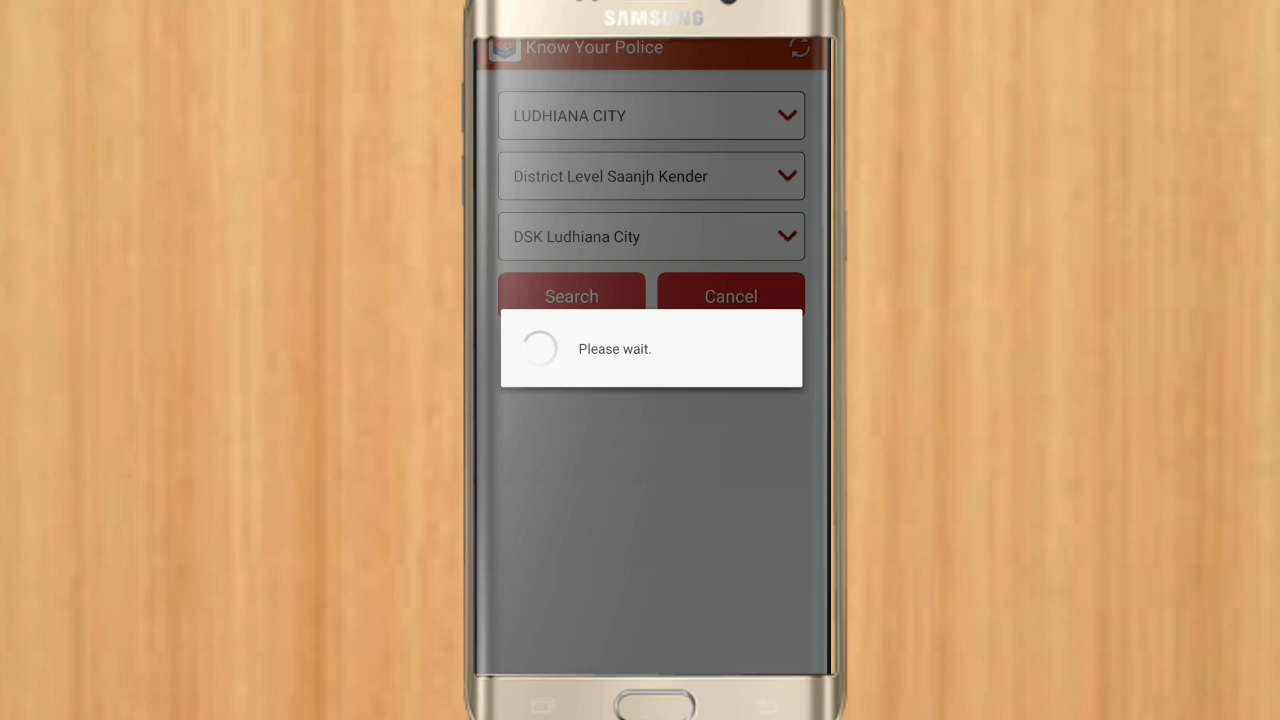 SAMSUNG
Know Your Police
LUDHIANA CITY
District Level Saanjh Kender
DSK Ludhiana City
Search Cancel
Please wait.